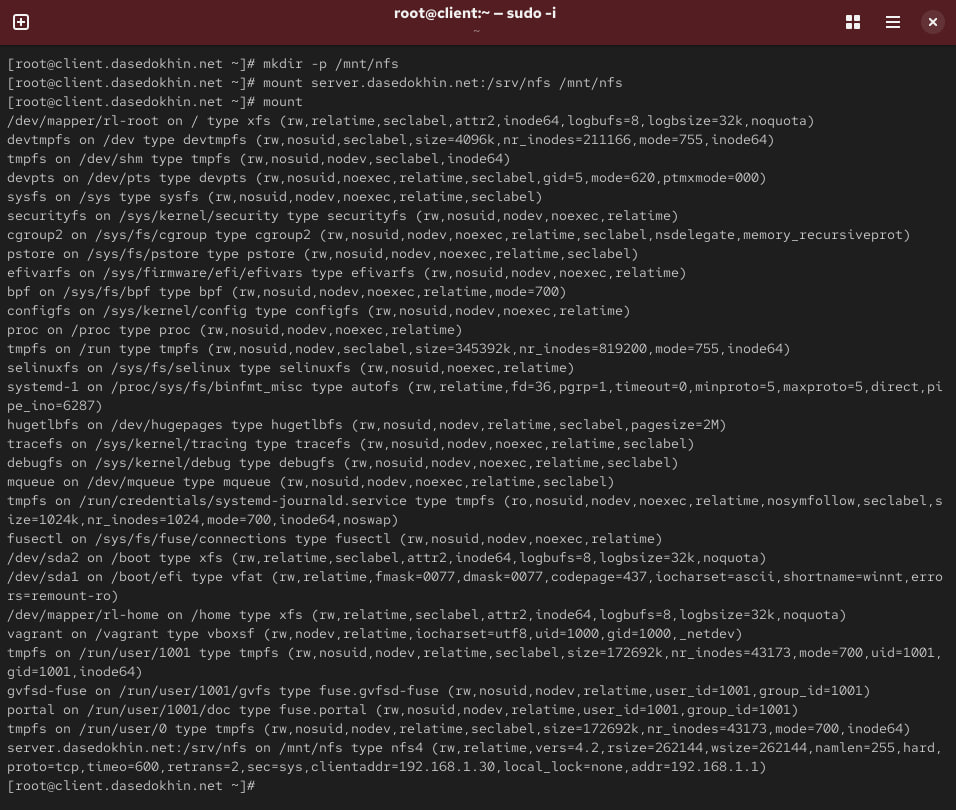 root@client:~ — sudo -i
~
[root@client.dasedokhin.net ~]# mkdir -p /mnt/nfs
[root@client.dasedokhin.net ~]# mount server.dasedokhin.net:/srv/nfs /mnt/nfs
[root@client.dasedokhin.net ~]# mount
/dev/mapper/rl-root on / type xfs (rw,relatime,seclabel,attr2,inode64,logbufs=8,logbsize=32k,noquota)
devtmpfs on /dev type devtmpfs (rw,nosuid,seclabel,size=4096k,nr_inodes=211166,mode=755,inode64)
tmpfs on /dev/shm type tmpfs (rw,nosuid,nodev,seclabel,inode64)
devpts on /dev/pts type devpts (rw,nosuid,noexec,relatime,seclabel,gid=5,mode=620,ptmxmode=000)
sysfs on /sys type sysfs (rw,nosuid,nodev,noexec,relatime,seclabel)
securityfs on /sys/kernel/security type securityfs (rw,nosuid,nodev,noexec,relatime)
cgroup2 on /sys/fs/cgroup type cgroup2 (rw,nosuid,nodev,noexec,relatime,seclabel,nsdelegate,memory_recursiveprot)
pstore on /sys/fs/pstore type pstore (rw,nosuid,nodev,noexec,relatime,seclabel)
efivarfs on /sys/firmware/efi/efivars type efivarfs (rw,nosuid,nodev,noexec,relatime)
bpf on /sys/fs/bpf type bpf (rw,nosuid,nodev,noexec,relatime,mode=700)
configfs on /sys/kernel/config type configfs (rw,nosuid,nodev,noexec,relatime)
proc on /proc type proc (rw,nosuid,nodev,noexec,relatime)
tmpfs on /run type tmpfs (rw,nosuid,nodev,seclabel,size=345392k,nr_inodes=819200,mode=755,inode64)
selinuxfs on /sys/fs/selinux type selinuxfs (rw,nosuid,noexec,relatime)
systemd-1 on /proc/sys/fs/binfmt_misc type autofs (rw,relatime,fd=36,pgrp=1,timeout=0,minproto=5,maxproto=5,direct,pi
pe_ino=6287)
hugetlbfs on /dev/hugepages type hugetlbfs (rw,nosuid,nodev,relatime,seclabel,pagesize=2M)
tracefs on /sys/kernel/tracing type tracefs (rw,nosuid,nodev,noexec,relatime,seclabel)
debugfs on /sys/kernel/debug type debugfs (rw,nosuid,nodev,noexec,relatime,seclabel)
mqueue on /dev/mqueue type mqueue (rw,nosuid,nodev,noexec,relatime,seclabel)
tmpfs on /run/credentials/systemd-journald.service type tmpfs (ro,nosuid,nodev,noexec,relatime,nosymfollow,seclabel,s
ize=1024k,nr_inodes=1024,mode=700,inode64,noswap)
fusectl on /sys/fs/fuse/connections type fusectl (rw,nosuid,nodev,noexec,relatime)
/dev/sda2 on /boot type xfs (rw,relatime,seclabel,attr2,inode64,logbufs=8,logbsize=32k,noquota)
/dev/sda1 on /boot/efi type vfat (rw,relatime,fmask=0077,dmask=0077,codepage=437,iocharset=ascii,shortname=winnt,erro
rs=remount-ro)
/dev/mapper/rl-home on /home type xfs (rw,relatime,seclabel,attr2,inode64,logbufs=8,logbsize=32k,noquota)
vagrant on /vagrant type vboxsf (rw,nodev,relatime,iocharset=utf8,uid=1000,gid=1000,_netdev)
tmpfs on /run/user/1001 type tmpfs (rw,nosuid,nodev,relatime,seclabel,size=172692k,nr_inodes=43173,mode=700,uid=1001,
gid=1001,inode64)
gvfsd-fuse on /run/user/1001/gvfs type fuse.gvfsd-fuse (rw,nosuid,nodev,relatime,user_id=1001,group_id=1001)
portal on /run/user/1001/doc type fuse.portal (rw,nosuid,nodev,relatime,user_id=1001,group_id=1001)
tmpfs on /run/user/0 type tmpfs (rw,nosuid,nodev,relatime,seclabel,size=172692k,nr_inodes=43173,mode=700,inode64)
server.dasedokhin.net:/srv/nfs on /mnt/nfs type nfs4 (rw,relatime,vers=4.2,rsize=262144,wsize=262144,namlen=255,hard,
proto=tcp,timeo=600,retrans=2,sec=sys,clientaddr=192.168.1.30,local_lock=none,addr=192.168.1.1)
[root@client.dasedokhin.net ~]#